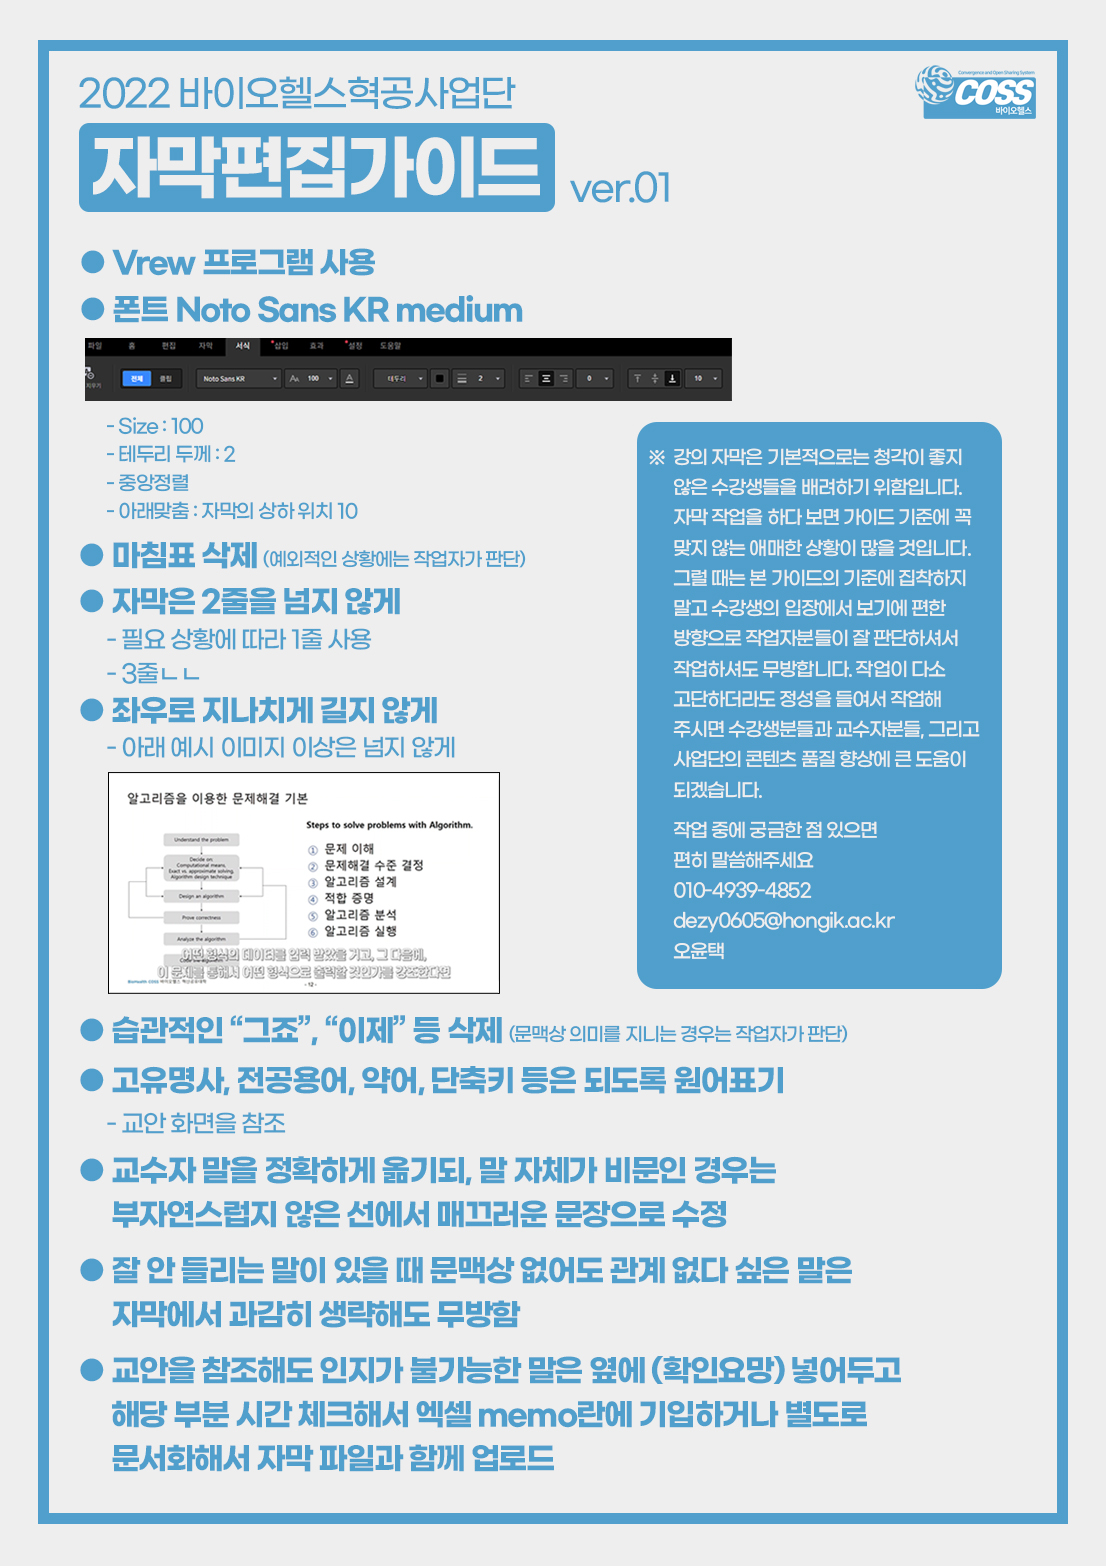 2022 바이오헬스혁공사업단
Convergence and Open Sharing System
COSS
바이오헬스
자막편집가이드 ver.01
● Vrew 프로그램 사용
● 폰트 Noto Sans KR medium
파일 홈 편집 자막 서식 삽입 효과 설정 도움말
지우기 전체 클립 Noto Sans KR 100 테두리 2 0 10
- Size : 100
- 테두리 두께 : 2
- 중앙정렬
- 아래맞춤 : 자막의 상하 위치 10
● 마침표 삭제 (예외적인 상황에는 작업자가 판단)
● 자막은 2줄을 넘지 않게
- 필요 상황에 따라 1줄 사용
- 3줄ㄴㄴ
● 좌우로 지나치게 길지 않게
- 아래 예시 이미지 이상은 넘지 않게
알고리즘을 이용한 문제해결 기본
Understand the problem
Decide on:
Computational means,
Exact vs. approximate solving,
Algorithm design technique
Design an algorithm
Prove correctness
Analyze the algorithm
Code the algorithm
Steps to solve problems with Algorithm.
① 문제 이해
② 문제해결 수준 결정
③ 알고리즘 설계
④ 적합 증명
⑤ 알고리즘 분석
⑥ 알고리즘 실행
어떤 형식의 데이터를 입력 받았을 거고, 그 다음에,
이 문제를 통해서 어떤 형식으로 출력할 것인가를 강조한다면
BioHealth COSS 바이오헬스 혁신공유대학
- 12 -
※ 강의 자막은 기본적으로는 청각이 좋지
않은 수강생들을 배려하기 위함입니다.
자막 작업을 하다 보면 가이드 기준에 꼭
맞지 않는 애매한 상황이 많을 것입니다.
그럴 때는 본 가이드의 기준에 집착하지
말고 수강생의 입장에서 보기에 편한
방향으로 작업자분들이 잘 판단하셔서
작업하셔도 무방합니다. 작업이 다소
고단하더라도 정성을 들여서 작업해
주시면 수강생분들과 교수자분들, 그리고
사업단의 콘텐츠 품질 향상에 큰 도움이
되겠습니다.
작업 중에 궁금한 점 있으면
편히 말씀해주세요
010-4939-4852
dezy0605@hongik.ac.kr
오윤택
● 습관적인 “그죠”, “이제” 등 삭제 (문맥상 의미를 지니는 경우는 작업자가 판단)
● 고유명사, 전공용어, 약어, 단축키 등은 되도록 원어표기
- 교안 화면을 참조
● 교수자 말을 정확하게 옮기되, 말 자체가 비문인 경우는
부자연스럽지 않은 선에서 매끄러운 문장으로 수정
● 잘 안 들리는 말이 있을 때 문맥상 없어도 관계 없다 싶은 말은
자막에서 과감히 생략해도 무방함
● 교안을 참조해도 인지가 불가능한 말은 옆에 (확인요망) 넣어두고
해당 부분 시간 체크해서 엑셀 memo란에 기입하거나 별도로
문서화해서 자막 파일과 함께 업로드